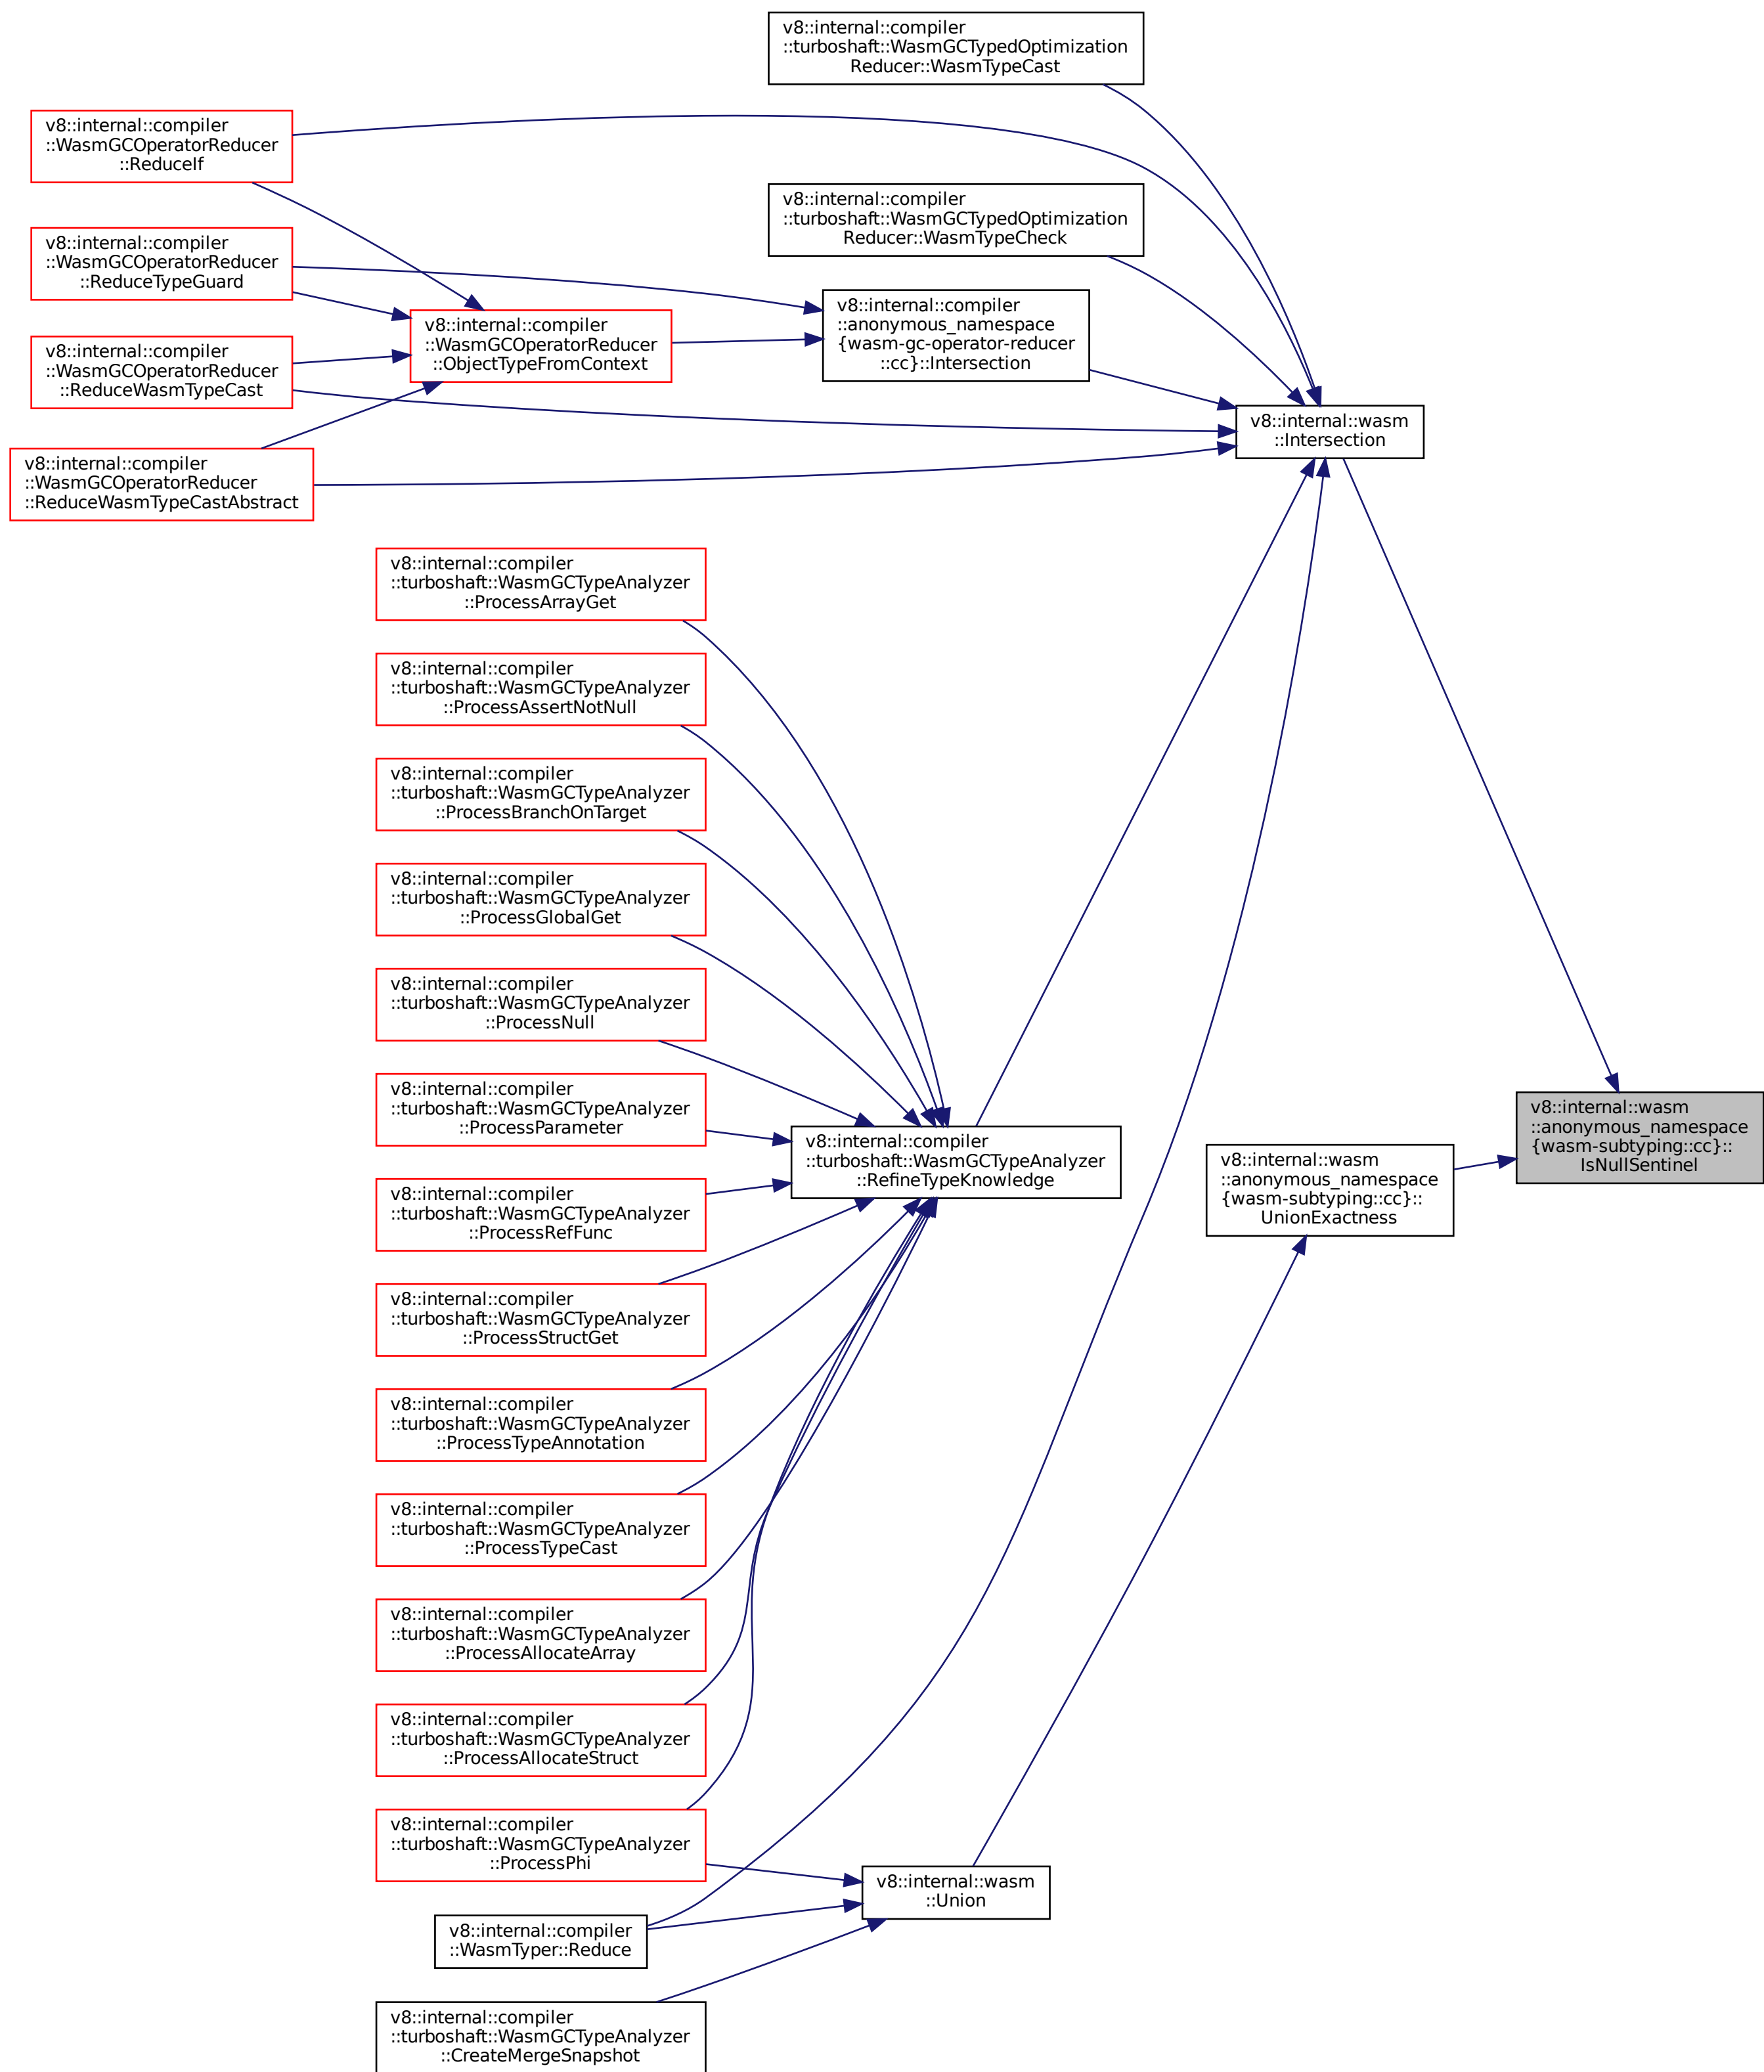 v8::internal::compiler
::turboshaft::WasmGCTypedOptimization
Reducer::WasmTypeCast
v8::internal::compiler
::WasmGCOperatorReducer
::ReduceIf
v8::internal::compiler
::turboshaft::WasmGCTypedOptimization
Reducer::WasmTypeCheck
v8::internal::compiler
::WasmGCOperatorReducer
::ReduceTypeGuard
v8::internal::compiler
::anonymous_namespace
{wasm-gc-operator-reducer
::cc}::Intersection
v8::internal::compiler
::WasmGCOperatorReducer
::ObjectTypeFromContext
v8::internal::compiler
::WasmGCOperatorReducer
::ReduceWasmTypeCast
v8::internal::wasm
::Intersection
v8::internal::compiler
::WasmGCOperatorReducer
::ReduceWasmTypeCastAbstract
v8::internal::compiler
::turboshaft::WasmGCTypeAnalyzer
::ProcessArrayGet
v8::internal::compiler
::turboshaft::WasmGCTypeAnalyzer
::ProcessAssertNotNull
v8::internal::compiler
::turboshaft::WasmGCTypeAnalyzer
::ProcessBranchOnTarget
v8::internal::compiler
::turboshaft::WasmGCTypeAnalyzer
::ProcessGlobalGet
v8::internal::compiler
::turboshaft::WasmGCTypeAnalyzer
::ProcessNull
v8::internal::compiler
::turboshaft::WasmGCTypeAnalyzer
::ProcessParameter
v8::internal::compiler
::turboshaft::WasmGCTypeAnalyzer
::RefineTypeKnowledge
v8::internal::wasm
::anonymous_namespace
{wasm-subtyping::cc}::
IsNullSentinel
v8::internal::wasm
::anonymous_namespace
{wasm-subtyping::cc}::
UnionExactness
v8::internal::compiler
::turboshaft::WasmGCTypeAnalyzer
::ProcessRefFunc
v8::internal::compiler
::turboshaft::WasmGCTypeAnalyzer
::ProcessStructGet
v8::internal::compiler
::turboshaft::WasmGCTypeAnalyzer
::ProcessTypeAnnotation
v8::internal::compiler
::turboshaft::WasmGCTypeAnalyzer
::ProcessTypeCast
v8::internal::compiler
::turboshaft::WasmGCTypeAnalyzer
::ProcessAllocateArray
v8::internal::compiler
::turboshaft::WasmGCTypeAnalyzer
::ProcessAllocateStruct
v8::internal::compiler
::turboshaft::WasmGCTypeAnalyzer
::ProcessPhi
v8::internal::wasm
::Union
v8::internal::compiler
::WasmTyper::Reduce
v8::internal::compiler
::turboshaft::WasmGCTypeAnalyzer
::CreateMergeSnapshot